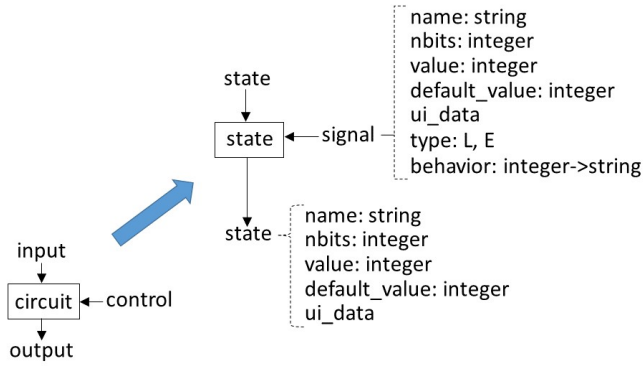 name: string
nbits: integer
value: integer
default_value: integer
ui_data
type: L, E
behavior: integer->string
state
state
signal
state
name: string
nbits: integer
value: integer
default_value: integer
ui_data
input
circuit
control
output